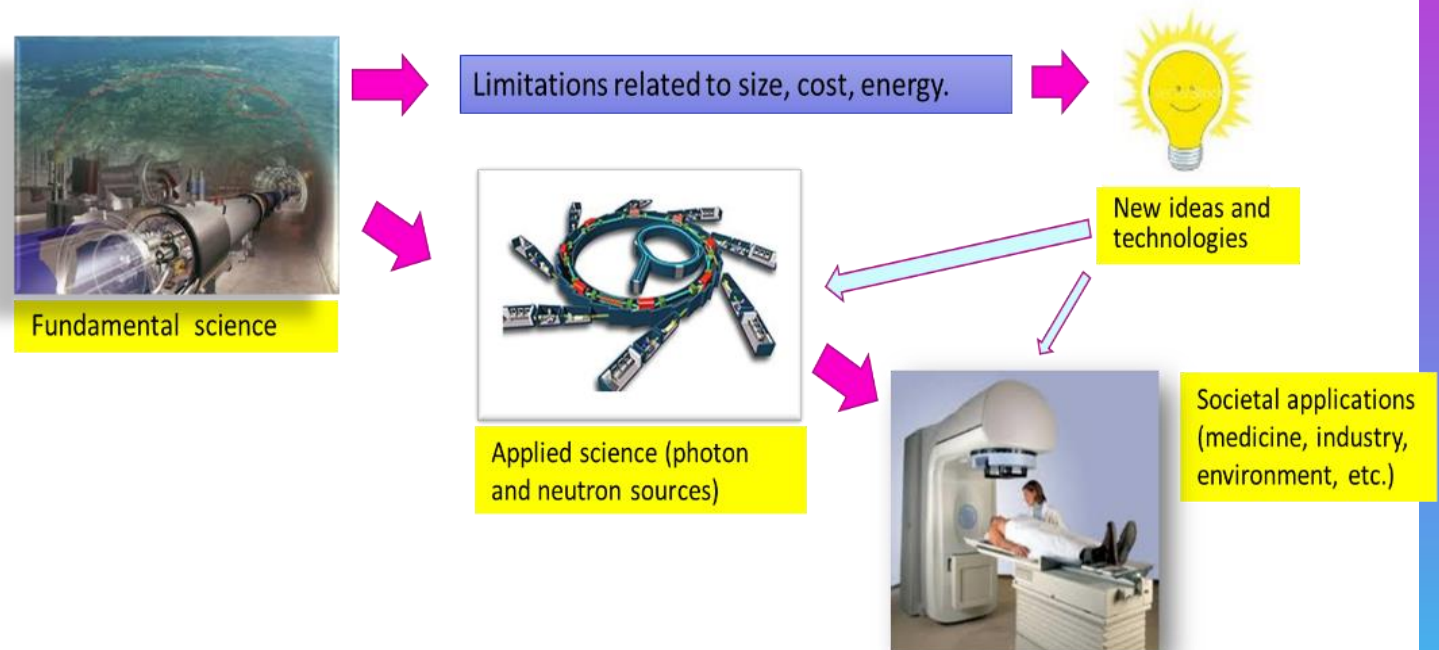 Limitations related to size, cost, energy.
New ideas and
technologies
Fundamental science
Applied science (photon
and neutron sources)
Societal applications
(medicine, industry,
environment, etc.)